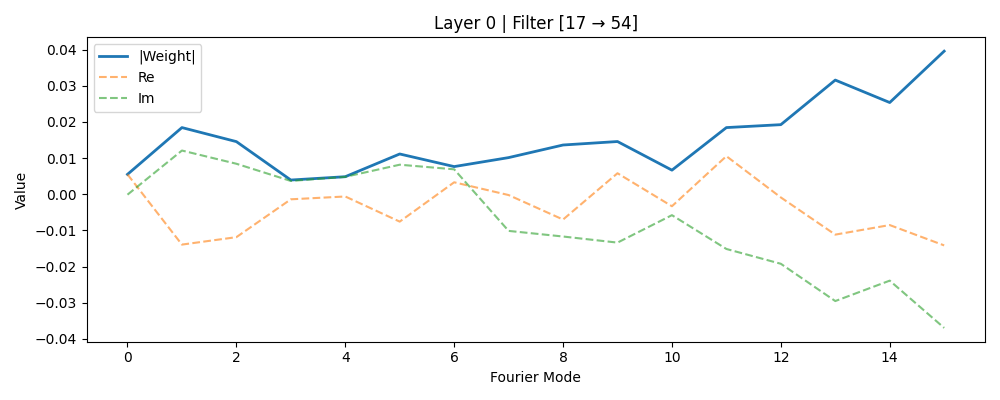 Layer 0 | Filter [17 → 54]
|Weight|
Re
Im
0.04
0.03
0.02
0.01
0.00
−0.01
−0.02
−0.03
−0.04
Value
0 2 4 6 8 10 12 14
Fourier Mode